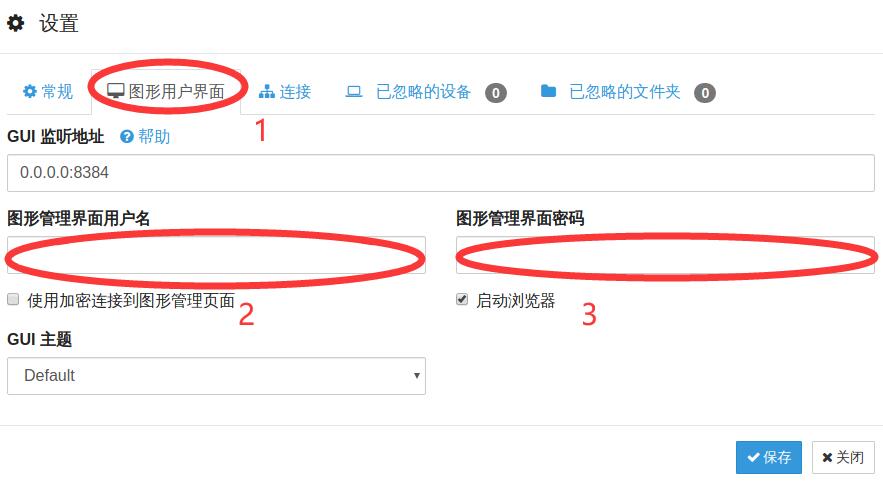 设置
常规 图形用户界面 连接 已忽略的设备 0 已忽略的文件夹 0
1
GUI 监听地址 帮助
0.0.0.0:8384
图形管理界面用户名 图形管理界面密码
使用加密连接到图形管理页面 2 启动浏览器 3
GUI 主题
Default
保存 关闭